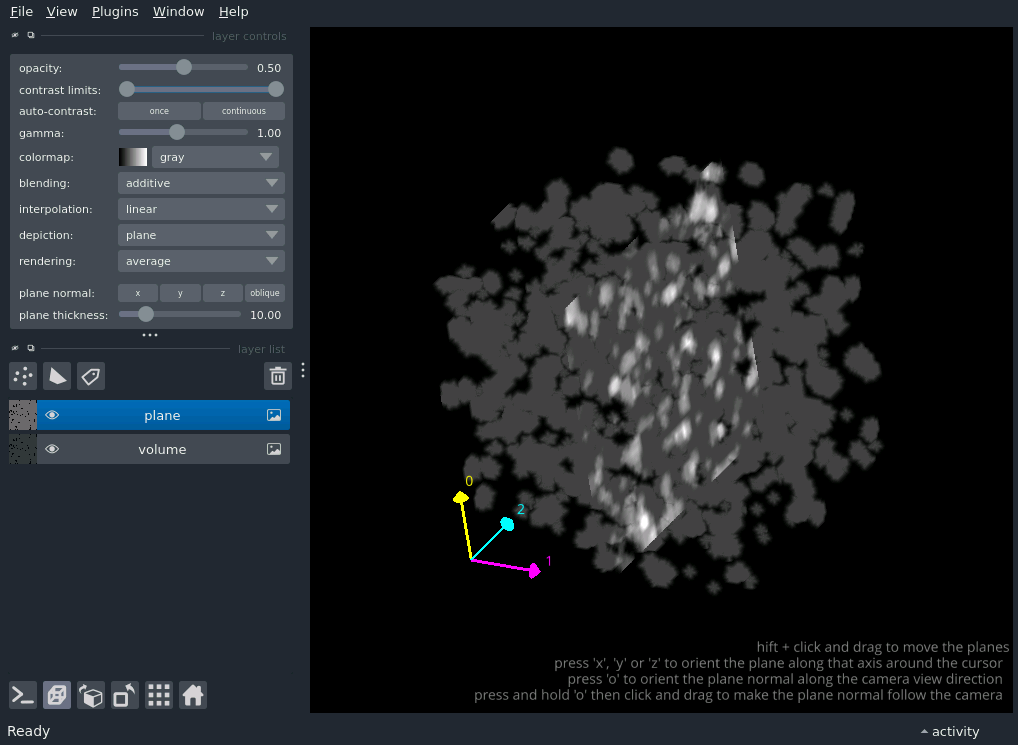 File View Plugins Window Help
layer controls
opacity: 0.50
contrast limits:
auto-contrast: once continuous
gamma: 1.00
colormap: gray
blending: additive
interpolation: linear
depiction: plane
rendering: average
plane normal: x y z oblique
plane thickness: 10.00
layer list
plane
volume
0
2
1
hift + click and drag to move the planes
press 'x', 'y' or 'z' to orient the plane along that axis around the cursor
press 'o' to orient the plane normal along the camera view direction
press and hold 'o' then click and drag to make the plane normal follow the camera
Ready activity